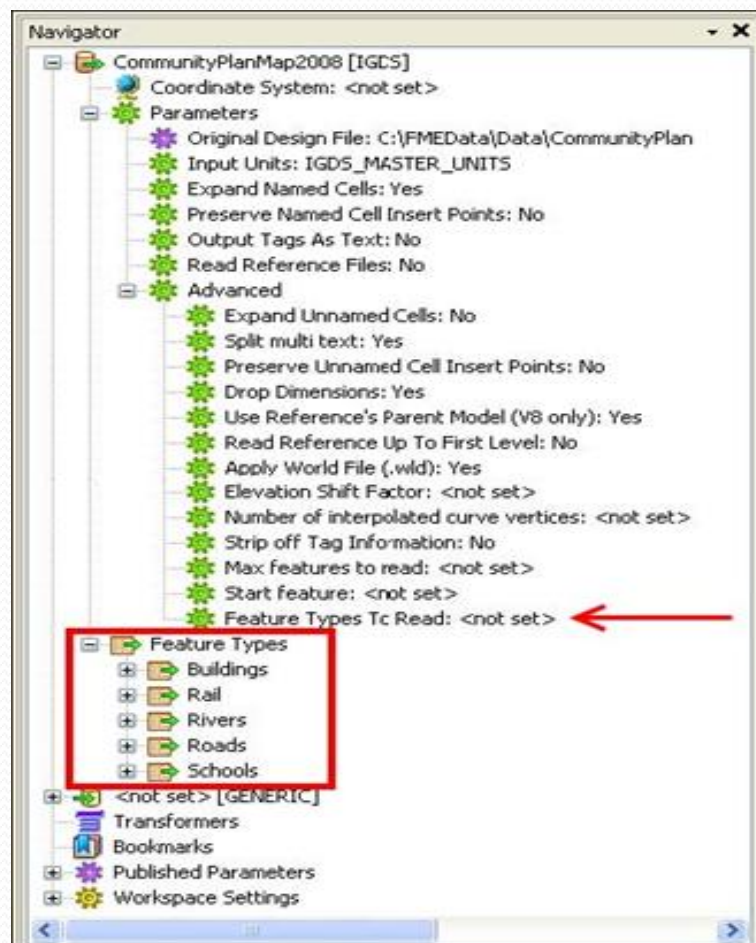 Navigator
CommunityPlanMap2008 [IGDS]
Coordinate System: <not set>
Parameters
Original Design File: C:\FMEData\Data\CommunityPlan
Input Units: IGDS_MASTER_UNITS
Expand Named Cells: Yes
Preserve Named Cell Insert Points: No
Output Tags As Text: No
Read Reference Files: No
Advanced
Expand Unnamed Cells: No
Split multi text: Yes
Preserve Unnamed Cell Insert Points: No
Drop Dimensions: Yes
Use Reference's Parent Model (V8 only): Yes
Read Reference Up To First Level: No
Apply World File (.wld): Yes
Elevation Shift Factor: <not set>
Number of interpolated curve vertices: <not set>
Strip off Tag Information: No
Max features to read: <not set>
Start feature: <not set>
Feature Types To Read: <not set>
Feature Types
Buildings
Rail
Rivers
Roads
Schools
<not set> [GENERIC]
Transformers
Bookmarks
Published Parameters
Workspace Settings